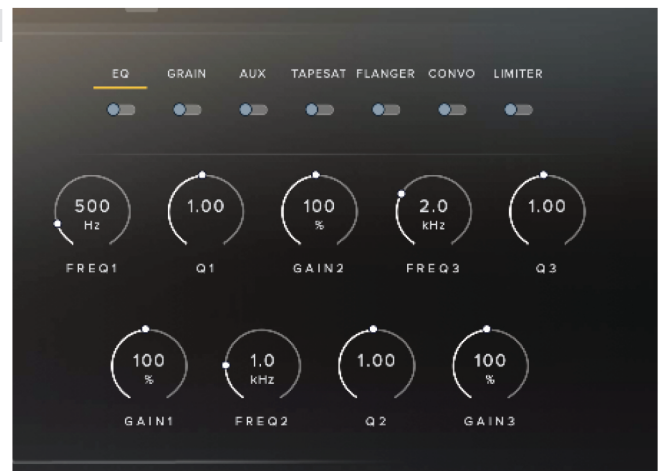 EQ GRAIN AUX TAPESAT FLANGER CONVO LIMITER
500 1.00 100 2.0 1.00
Hz % kHz
FREQ1 Q1 GAIN2 FREQ3 Q3
100 1.0 1.00 100
% kHz %
GAIN1 FREQ2 Q2 GAIN3